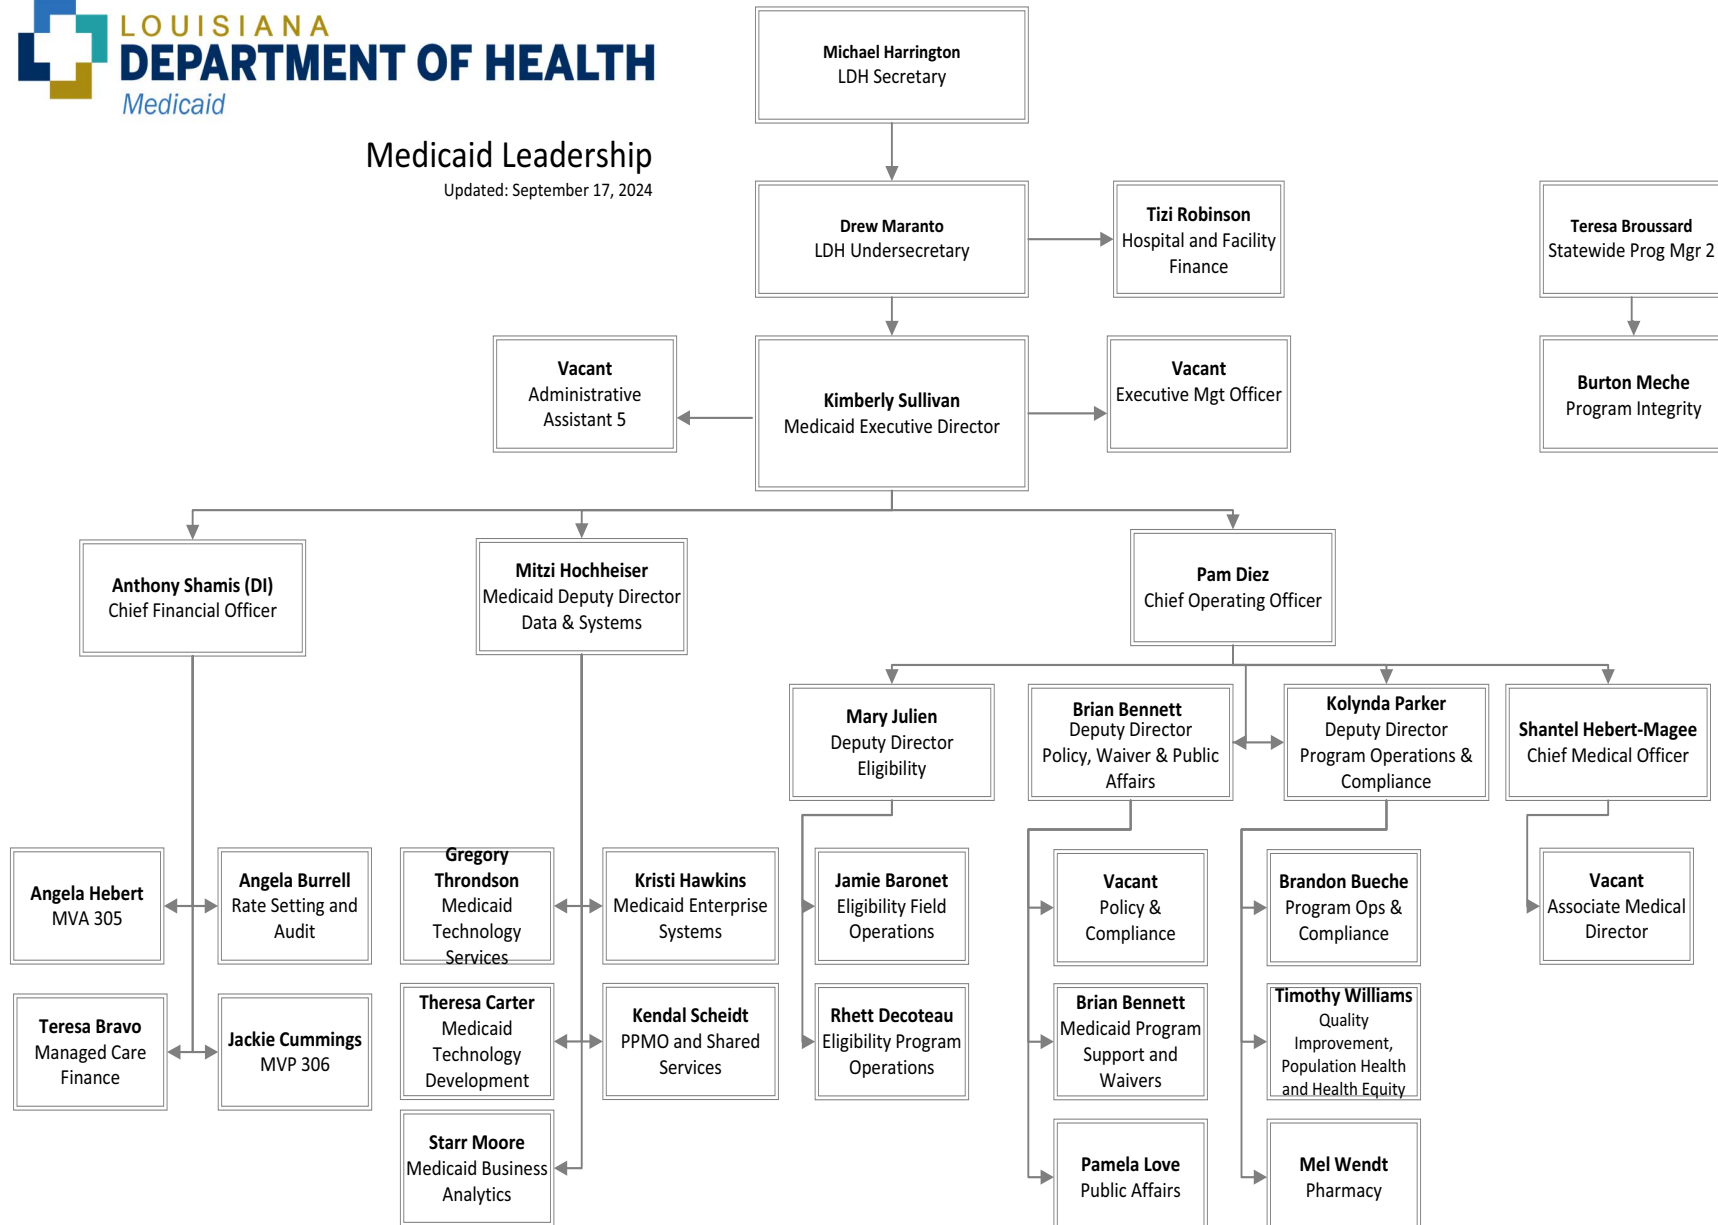 LOUISIANA
DEPARTMENT OF HEALTH
Medicaid
Medicaid Leadership
Updated: September 17, 2024
Michael Harrington
LDH Secretary
Drew Maranto
LDH Undersecretary
Tizi Robinson
Hospital and Facility
Finance
Teresa Broussard
Statewide Prog Mgr 2
Vacant
Administrative
Assistant 5
Kimberly Sullivan
Medicaid Executive Director
Vacant
Executive Mgt Officer
Burton Meche
Program Integrity
Anthony Shamis (DI)
Chief Financial Officer
Mitzi Hochheiser
Medicaid Deputy Director
Data & Systems
Pam Diez
Chief Operating Officer
Mary Julien
Deputy Director
Eligibility
Brian Bennett
Deputy Director
Policy, Waiver & Public
Affairs
Kolynda Parker
Deputy Director
Program Operations &
Compliance
Shantel Hebert-Magee
Chief Medical Officer
Angela Hebert
MVA 305
Angela Burrell
Rate Setting and
Audit
Gregory
Throndson
Medicaid
Technology
Services
Kristi Hawkins
Medicaid Enterprise
Systems
Jamie Baronet
Eligibility Field
Operations
Vacant
Policy &
Compliance
Brandon Bueche
Program Ops &
Compliance
Vacant
Associate Medical
Director
Teresa Bravo
Managed Care
Finance
Jackie Cummings
MVP 306
Theresa Carter
Medicaid
Technology
Development
Kendal Scheidt
PPMO and Shared
Services
Rhett Decoteau
Eligibility Program
Operations
Brian Bennett
Medicaid Program
Support and
Waivers
Timothy Williams
Quality
Improvement,
Population Health
and Health Equity
Starr Moore
Medicaid Business
Analytics
Pamela Love
Public Affairs
Mel Wendt
Pharmacy